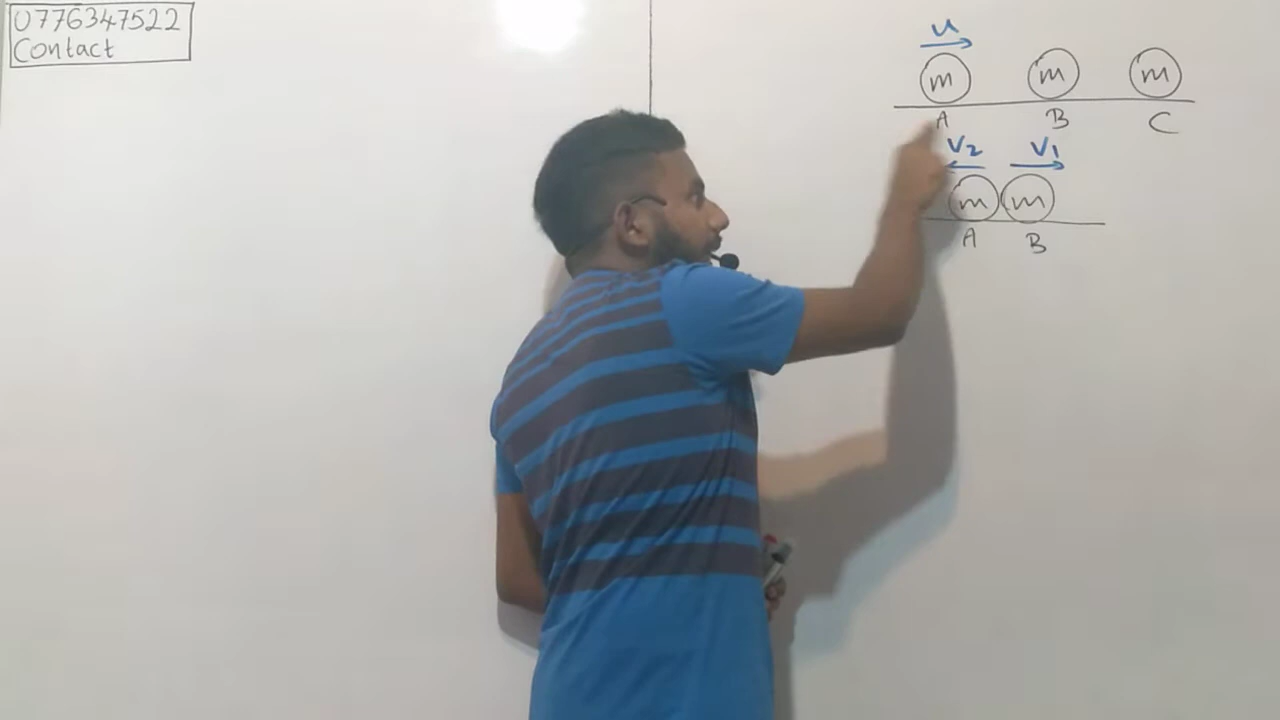 0776347522
Contact
u
m m m
A B C
V₂ V₁
m m
A B